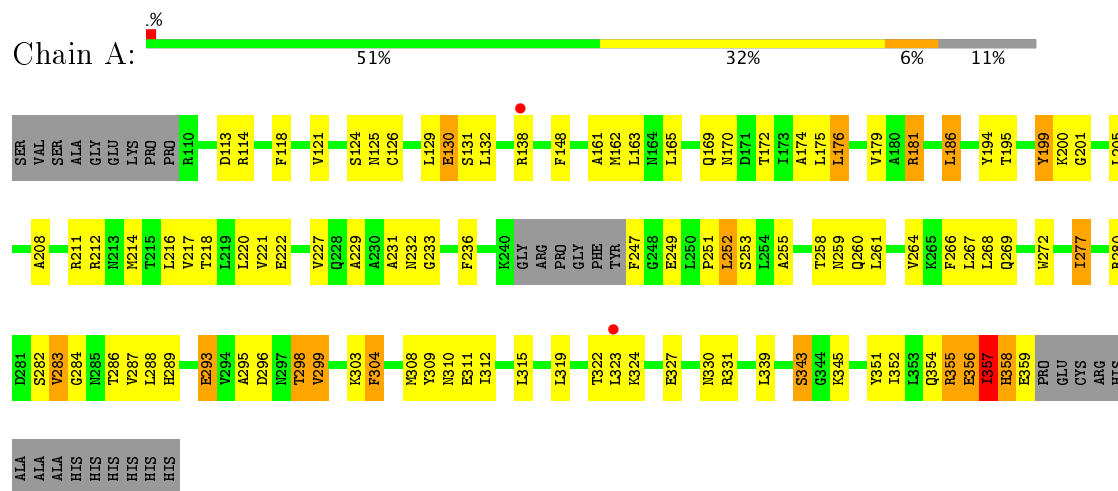 .%
Chain A:
51% 32% 6% 11%
SER VAL SER ALA GLY GLU LYS PRO PRO R110 D113 R114 F118 V121 S124 N125 C126 L129 E130 S131 L132 R138 F148 A161 M162 L163 N164 L165 Q169 N170 D171 T172 I173 A174 L175 L176 V179 A180 R181 L186 Y194 T195 Y199 K200 G201 L205
A208 R211 R212 N213 M214 T215 L216 V217 T218 L219 L220 V221 E222 V227 Q228 A229 A230 A231 N232 G233 F236 K240 GLY ARG PRO GLY PHE TYR F247 G248 E249 L250 P251 L252 S253 L254 A255 T258 N259 Q260 L261 V264 K265 F266 L267 L268 Q269 W272 I277 R280
D281 S282 V283 G284 N285 T286 V287 L288 H289 E293 V294 A295 D296 N297 T298 V299 K303 F304 M308 Y309 N310 E311 I312 L315 L319 T322 L323 K324 E327 N330 R331 L339 S343 G344 K345 Y351 I352 L353 Q354 R355 E356 I357 H358 E359 PRO GLU CYS ARG HIS
ALA ALA ALA HIS HIS HIS HIS HIS HIS